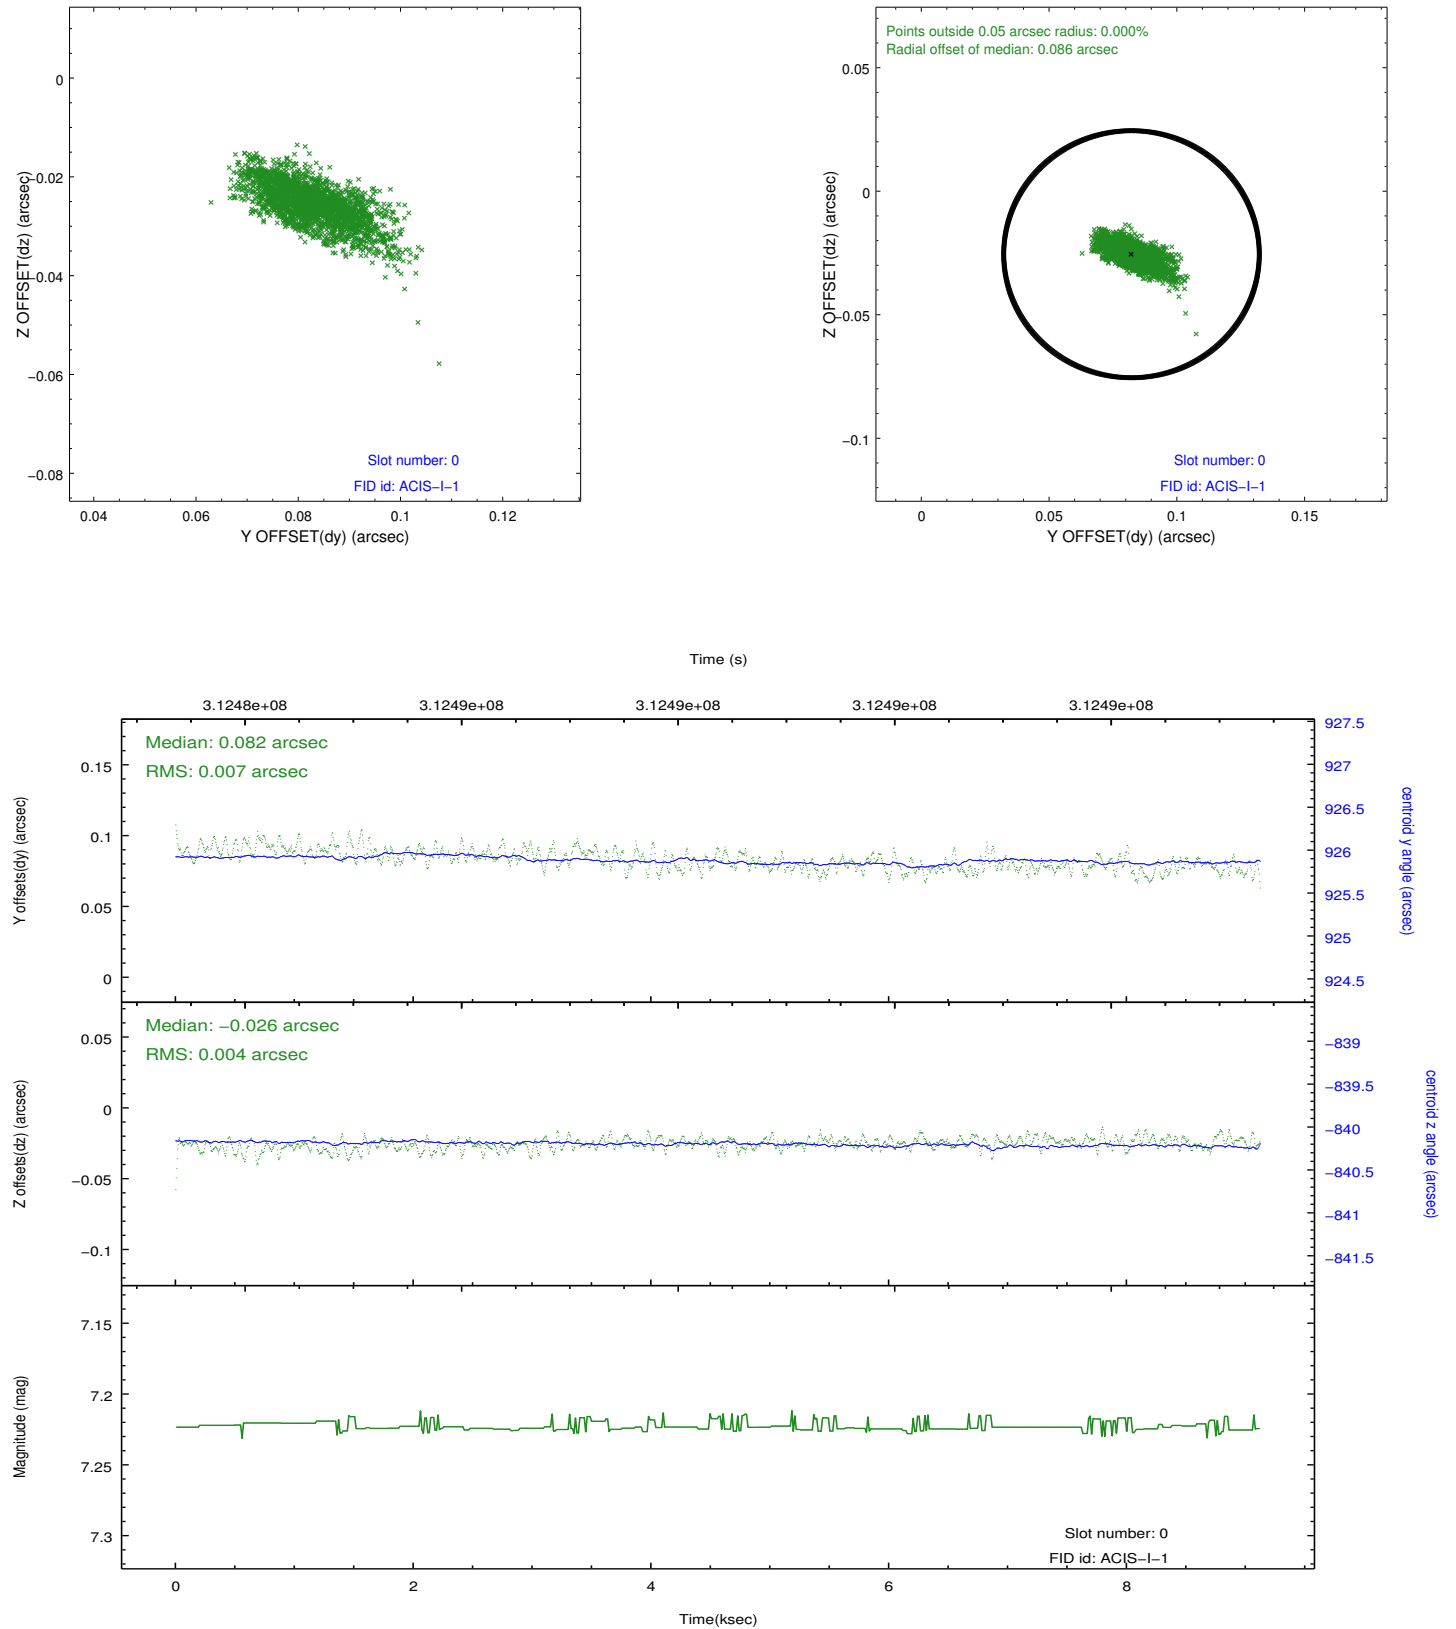 0
−0.02
−0.04
−0.06
−0.08
Z OFFSET(dz) (arcsec)
Slot number: 0
FID id: ACIS−I−1
0.04 0.06 0.08 0.1 0.12
Y OFFSET(dy) (arcsec)
Points outside 0.05 arcsec radius: 0.000%
Radial offset of median: 0.086 arcsec
0.05
0
−0.05
−0.1
Z OFFSET(dz) (arcsec)
Slot number: 0
FID id: ACIS−I−1
0 0.05 0.1 0.15
Y OFFSET(dy) (arcsec)
Time (s)
3.1248e+08 3.1249e+08 3.1249e+08 3.1249e+08 3.1249e+08
Median: 0.082 arcsec
RMS: 0.007 arcsec
0.15
0.1
0.05
0
Y offsets(dy) (arcsec)
927.5
927
926.5
926
925.5
925
924.5
centroid y angle (arcsec)
Median: −0.026 arcsec
RMS: 0.004 arcsec
0.05
0
−0.05
−0.1
Z offsets(dz) (arcsec)
−839
−839.5
−840
−840.5
−841
−841.5
centroid z angle (arcsec)
7.15
7.2
7.25
7.3
Magnitude (mag)
Slot number: 0
FID id: ACIS−I−1
0 2 4 6 8
Time(ksec)